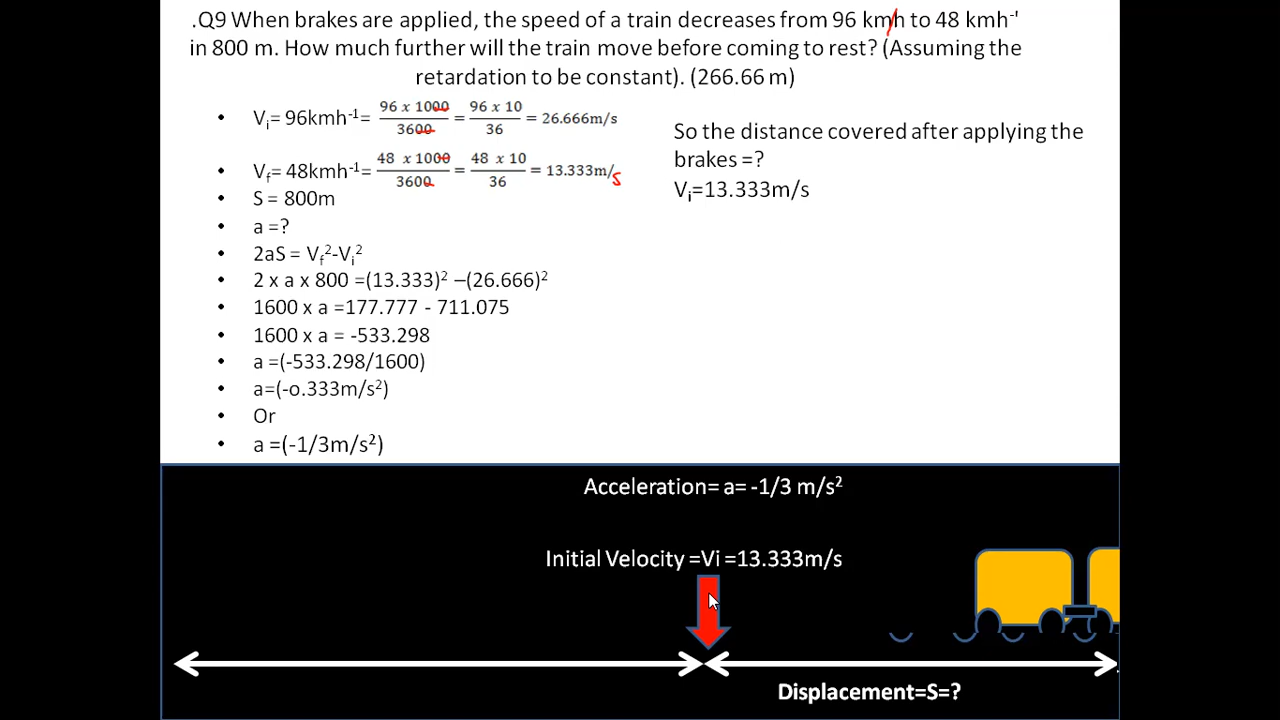 .Q9 When brakes are applied, the speed of a train decreases from 96 km/h to 48 kmh⁻'
in 800 m. How much further will the train move before coming to rest? (Assuming the
retardation to be constant). (266.66 m)
• Vᵢ= 96kmh⁻¹= 96 x 1000/3600 = 96 x 10/36 = 26.666m/s
• V_f= 48kmh⁻¹= 48 x 1000/3600 = 48 x 10/36 = 13.333m/s
• S = 800m
• a =?
• 2aS = V_f²-Vᵢ²
• 2 x a x 800 =(13.333)² –(26.666)²
• 1600 x a =177.777 - 711.075
• 1600 x a = -533.298
• a =(-533.298/1600)
• a=(-o.333m/s²)
• Or
• a =(-1/3m/s²)
So the distance covered after applying the
brakes =?
Vᵢ=13.333m/s
Acceleration= a= -1/3 m/s²
Initial Velocity =Vi =13.333m/s
Displacement=S=?